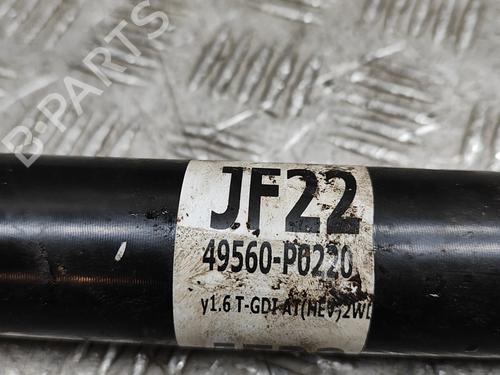 B-PARTS
JF22
49560-P0220
γ1.6 T-GDI AT(HEV)2WD